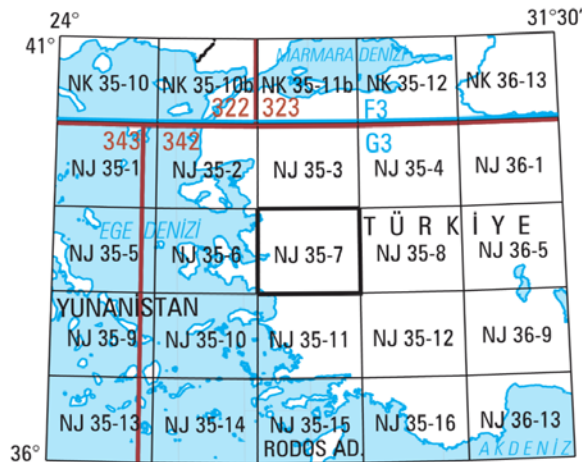 24°
31°30'
41°
MARMARA DENİZİ
NK 35-10 NK 35-10b NK 35-11b NK 35-12 NK 36-13
322 323 F3
343 342 G3
NJ 35-1 NJ 35-2 NJ 35-3 NJ 35-4 NJ 36-1
EGE DENİZİ TÜRKİYE
NJ 35-5 NJ 35-6 NJ 35-7 NJ 35-8 NJ 36-5
YUNANİSTAN
NJ 35-9 NJ 35-10 NJ 35-11 NJ 35-12 NJ 36-9
NJ 35-13 NJ 35-14 NJ 35-15 NJ 35-16 NJ 36-13
36° RODOS AD. AKDENİZ